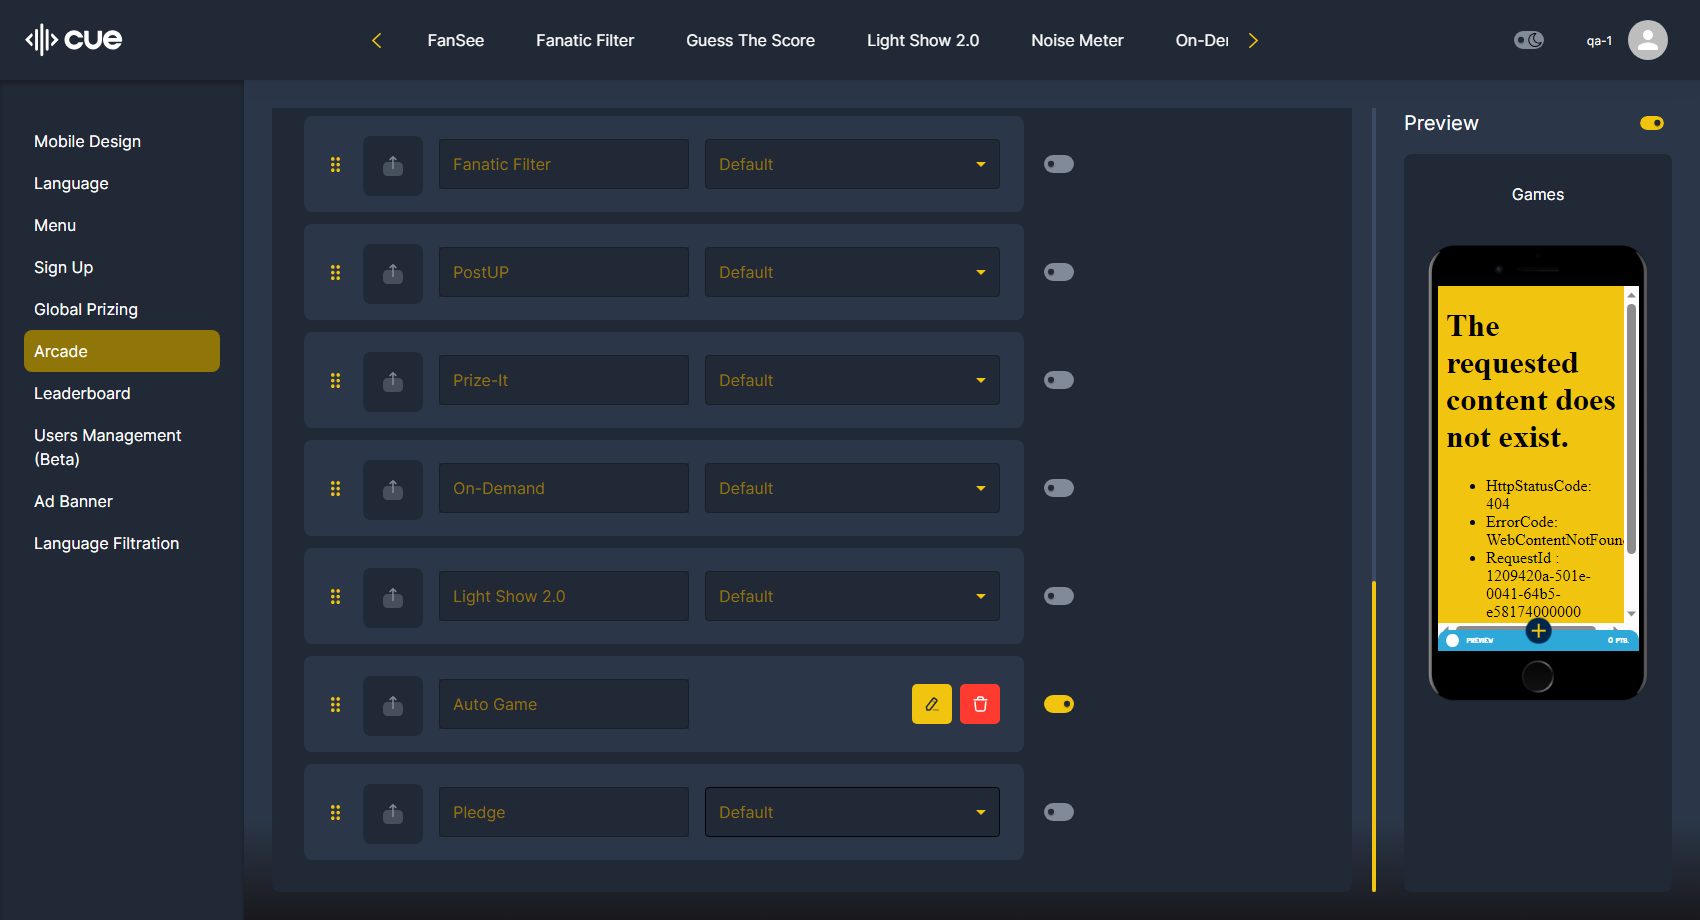 cue
FanSee
Fanatic Filter
Guess The Score
Light Show 2.0
Noise Meter
On-De
qa-1
Mobile Design
Language
Menu
Sign Up
Global Prizing
Arcade
Leaderboard
Users Management
(Beta)
Ad Banner
Language Filtration
Fanatic Filter
Default
PostUP
Default
Prize-It
Default
On-Demand
Default
Light Show 2.0
Default
Auto Game
Pledge
Default
Preview
Games
The
requested
content does
not exist.
HttpStatusCode:
404
ErrorCode:
WebContentNotFoun
RequestId :
1209420a-501e-
0041-64b5-
e58174000000
PREVIEW
0 PTS.